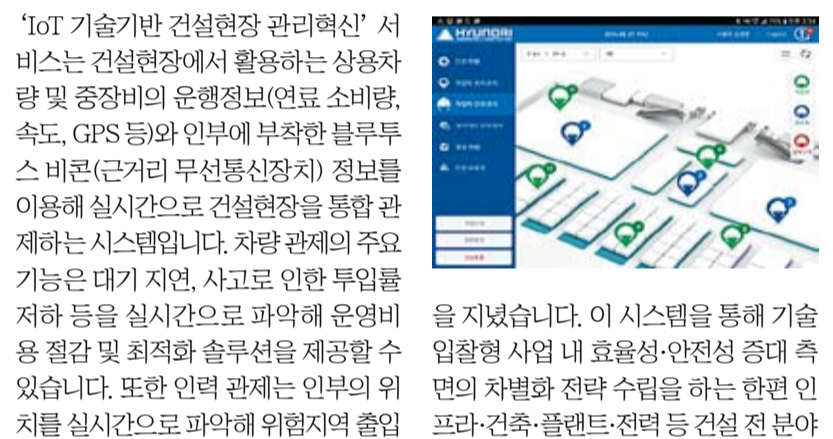 ‘IoT 기술기반 건설현장 관리혁신’ 서
비스는 건설현장에서 활용하는 상용차
량 및 중장비의 운행정보(연료 소비량,
속도, GPS 등)와 인부에 부착한 블루투
스 비콘(근거리 무선통신장치) 정보를
이용해 실시간으로 건설현장을 통합 관
제하는 시스템입니다. 차량 관제의 주요
기능은 대기 지연, 사고로 인한 투입률
저하 등을 실시간으로 파악해 운영비
용 절감 및 최적화 솔루션을 제공할 수
있습니다. 또한 인력 관제는 인부의 위
치를 실시간으로 파악해 위험지역 출입
HYUNDAI
을 지녔습니다. 이 시스템을 통해 기술
입찰형 사업 내 효율성·안전성 증대 측
면의 차별화 전략 수립을 하는 한편 인
프라·건축·플랜트·전력 등 건설 전 분야